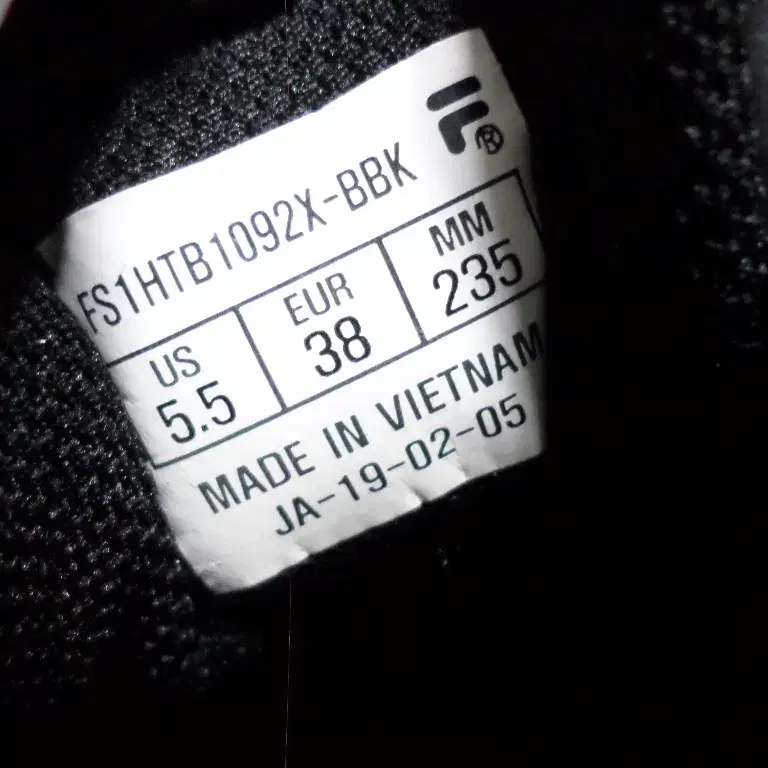 F®
FS1HTB1092X-BBK
US EUR MM
5.5 38 235
MADE IN VIETNAM
JA-19-02-05